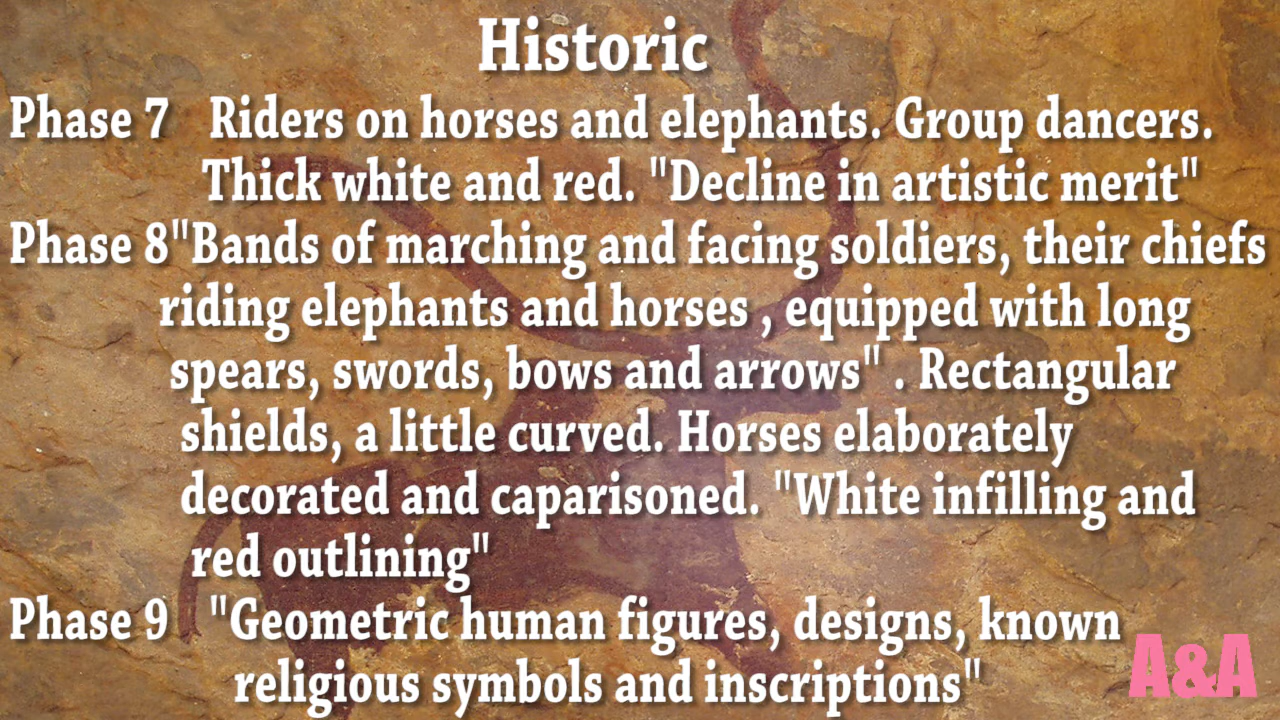 Historic
Phase 7 Riders on horses and elephants. Group dancers.
Thick white and red. "Decline in artistic merit"
Phase 8"Bands of marching and facing soldiers, their chiefs
riding elephants and horses , equipped with long
spears, swords, bows and arrows" . Rectangular
shields, a little curved. Horses elaborately
decorated and caparisoned. "White infilling and
red outlining"
Phase 9 "Geometric human figures, designs, known
religious symbols and inscriptions"
A&A